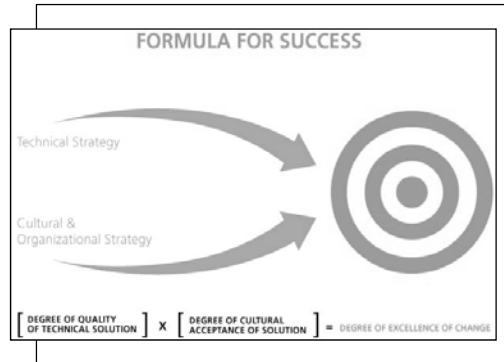 FORMULA FOR SUCCESS
Technical Strategy
Cultural &
Organizational Strategy
[ DEGREE OF QUALITY OF TECHNICAL SOLUTION ] X [ DEGREE OF CULTURAL ACCEPTANCE OF SOLUTION ] = DEGREE OF EXCELLENCE OF CHANGE